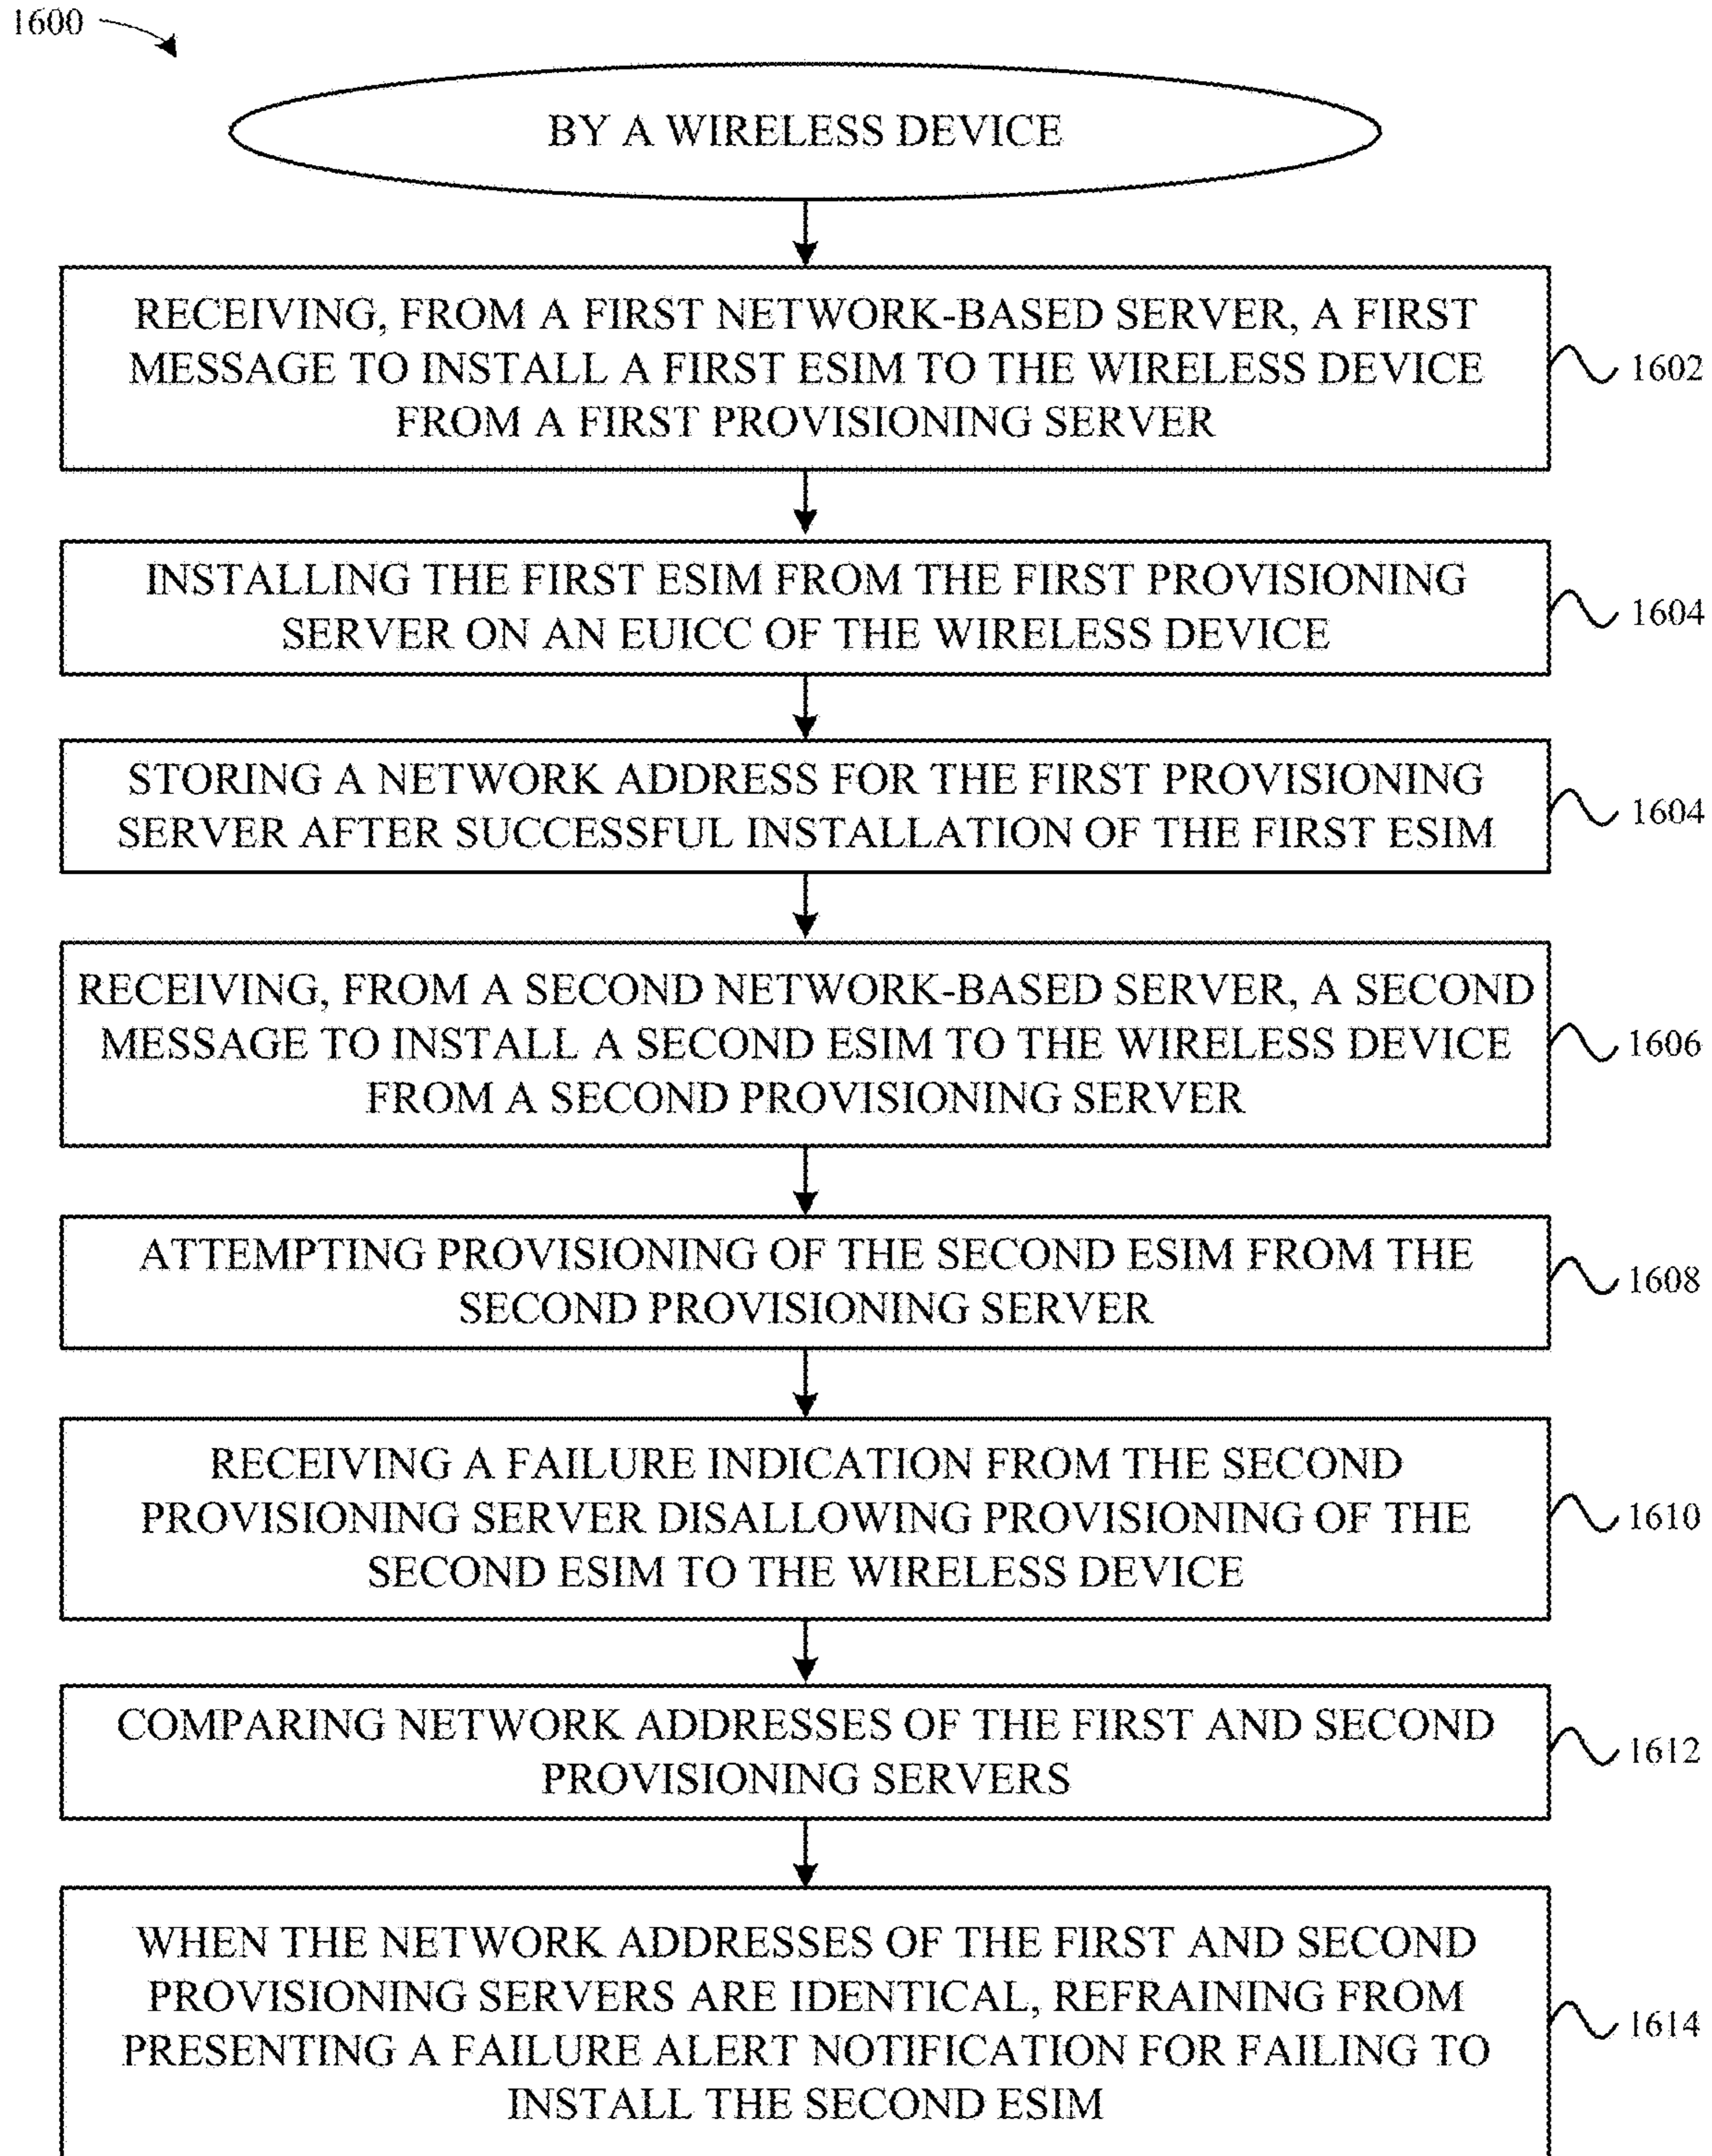 1600
BY A WIRELESS DEVICE
RECEIVING, FROM A FIRST NETWORK-BASED SERVER, A FIRST
MESSAGE TO INSTALL A FIRST ESIM TO THE WIRELESS DEVICE
FROM A FIRST PROVISIONING SERVER
1602
INSTALLING THE FIRST ESIM FROM THE FIRST PROVISIONING
SERVER ON AN EUICC OF THE WIRELESS DEVICE
1604
STORING A NETWORK ADDRESS FOR THE FIRST PROVISIONING
SERVER AFTER SUCCESSFUL INSTALLATION OF THE FIRST ESIM
1604
RECEIVING, FROM A SECOND NETWORK-BASED SERVER, A SECOND
MESSAGE TO INSTALL A SECOND ESIM TO THE WIRELESS DEVICE
FROM A SECOND PROVISIONING SERVER
1606
ATTEMPTING PROVISIONING OF THE SECOND ESIM FROM THE
SECOND PROVISIONING SERVER
1608
RECEIVING A FAILURE INDICATION FROM THE SECOND
PROVISIONING SERVER DISALLOWING PROVISIONING OF THE
SECOND ESIM TO THE WIRELESS DEVICE
1610
COMPARING NETWORK ADDRESSES OF THE FIRST AND SECOND
PROVISIONING SERVERS
1612
WHEN THE NETWORK ADDRESSES OF THE FIRST AND SECOND
PROVISIONING SERVERS ARE IDENTICAL, REFRAINING FROM
PRESENTING A FAILURE ALERT NOTIFICATION FOR FAILING TO
INSTALL THE SECOND ESIM
1614